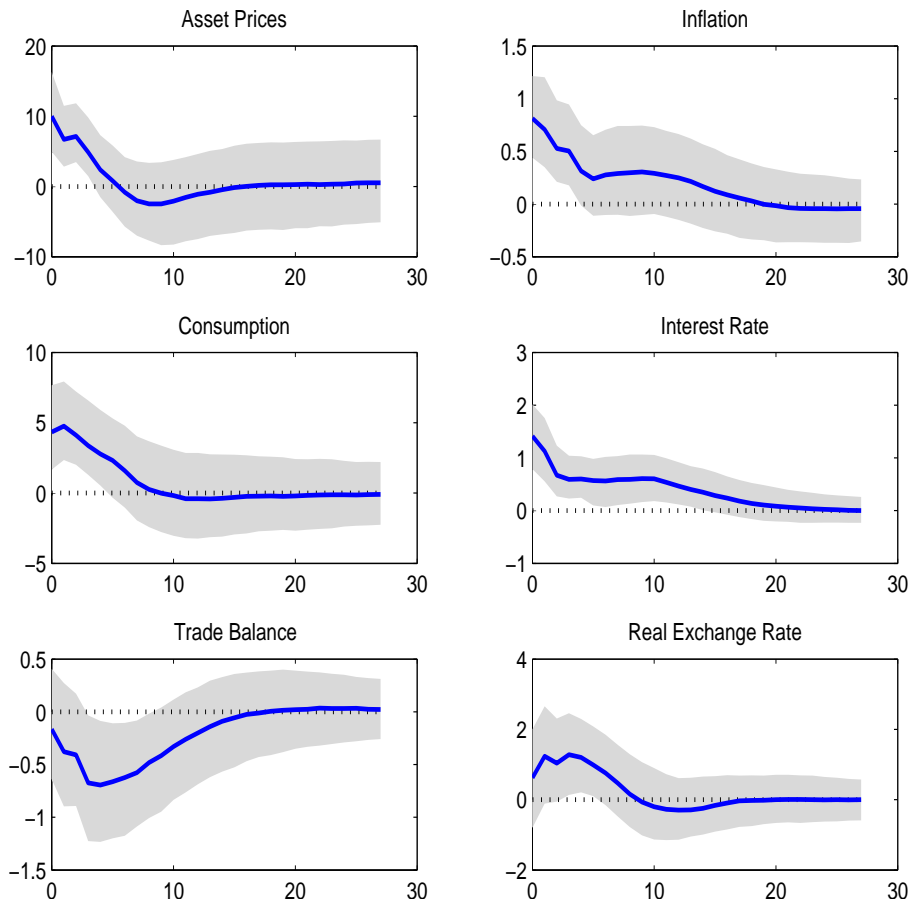 Asset Prices
20
10
0
−10
0 10 20 30
Inflation
1.5
1
0.5
0
−0.5
0 10 20 30
Consumption
10
5
0
−5
0 10 20 30
Interest Rate
3
2
1
0
−1
0 10 20 30
Trade Balance
0.5
0
−0.5
−1
−1.5
0 10 20 30
Real Exchange Rate
4
2
0
−2
0 10 20 30